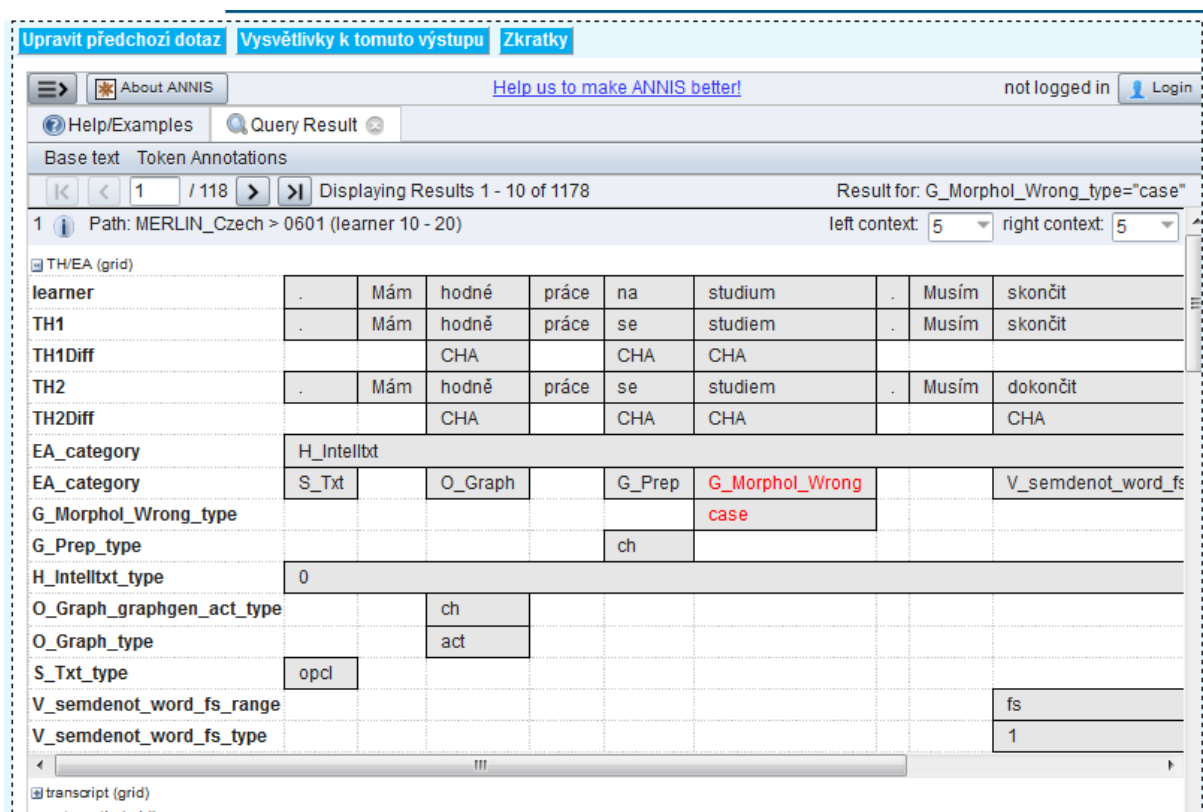 Upravit předchozí dotaz Vysvětlivky k tomuto výstupu Zkratky
About ANNIS Help us to make ANNIS better! not logged in Login
Help/Examples Query Result
Base text Token Annotations
1 / 118 Displaying Results 1 - 10 of 1178 Result for: G_Morphol_Wrong_type="case"
1 Path: MERLIN_Czech > 0601 (learner 10 - 20) left context: 5 right context: 5
TH/EA (grid)
learner . Mám hodné práce na studium . Musím skončit
TH1 . Mám hodně práce se studiem . Musím skončit
TH1Diff CHA CHA CHA
TH2 . Mám hodně práce se studiem . Musím dokončit
TH2Diff CHA CHA CHA CHA
EA_category H_Intelltxt
EA_category S_Txt O_Graph G_Prep G_Morphol_Wrong V_semdenot_word_fs
G_Morphol_Wrong_type case
G_Prep_type ch
H_Intelltxt_type 0
O_Graph_graphgen_act_type ch
O_Graph_type act
S_Txt_type opcl
V_semdenot_word_fs_range fs
V_semdenot_word_fs_type 1
transcript (grid)